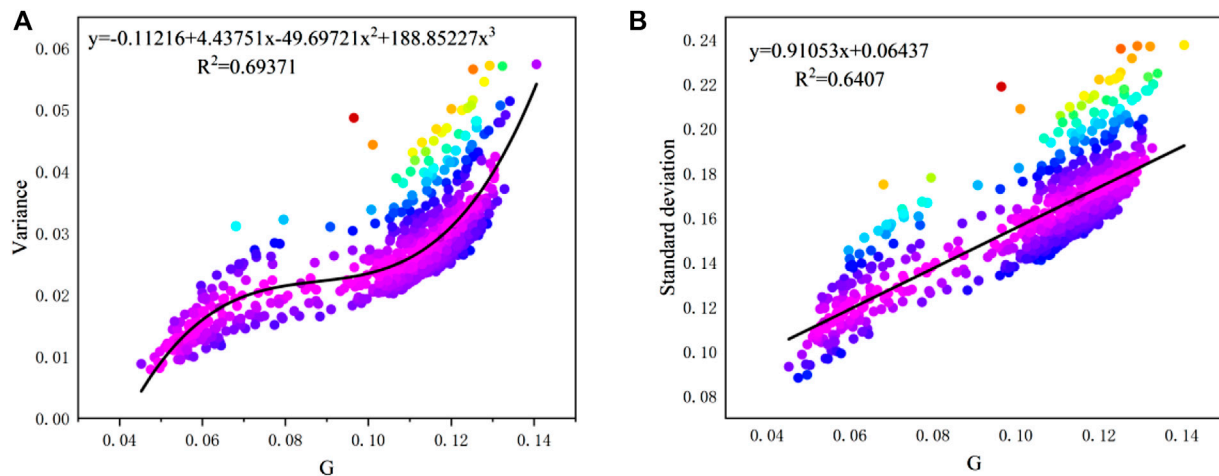 A
y=-0.11216+4.43751x-49.69721x²+188.85227x³
R²=0.69371
0.06
0.05
0.04
0.03
0.02
0.01
0.00
Variance
0.04 0.06 0.08 0.10 0.12 0.14
G
B
y=0.91053x+0.06437
R²=0.6407
0.24
0.22
0.20
0.18
0.16
0.14
0.12
0.10
0.08
Standard deviation
0.04 0.06 0.08 0.10 0.12 0.14
G